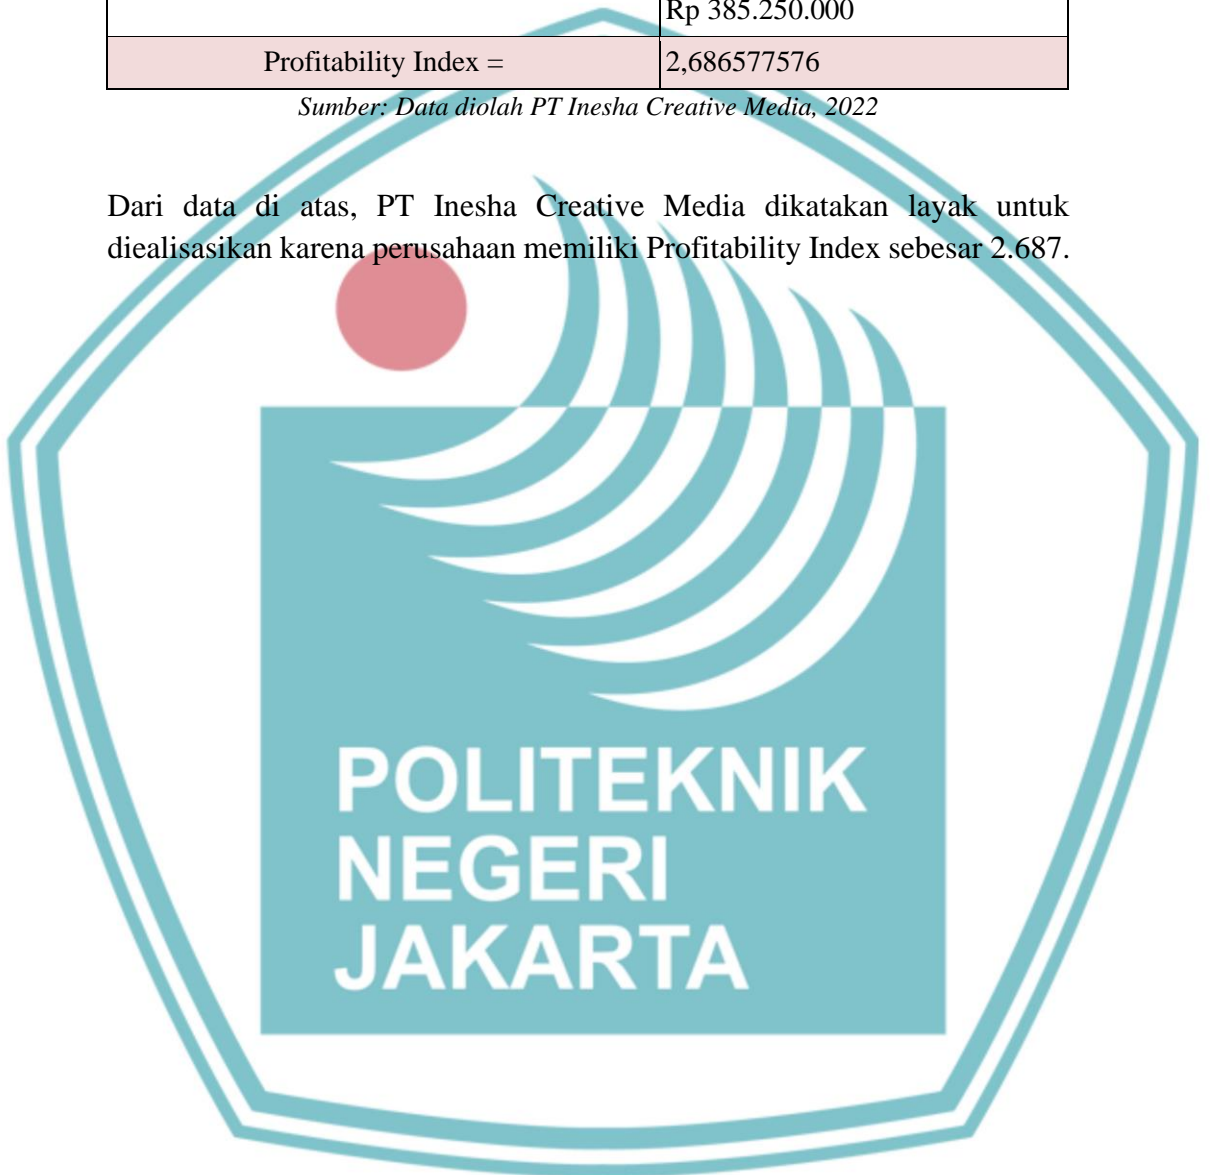 Rp 385.250.000
Profitability Index =
2,686577576
Sumber: Data diolah PT Inesha Creative Media, 2022
Dari data di atas, PT Inesha Creative Media dikatakan layak untuk
diealisasikan karena perusahaan memiliki Profitability Index sebesar 2.687.
POLITEKNIK
NEGERI
JAKARTA